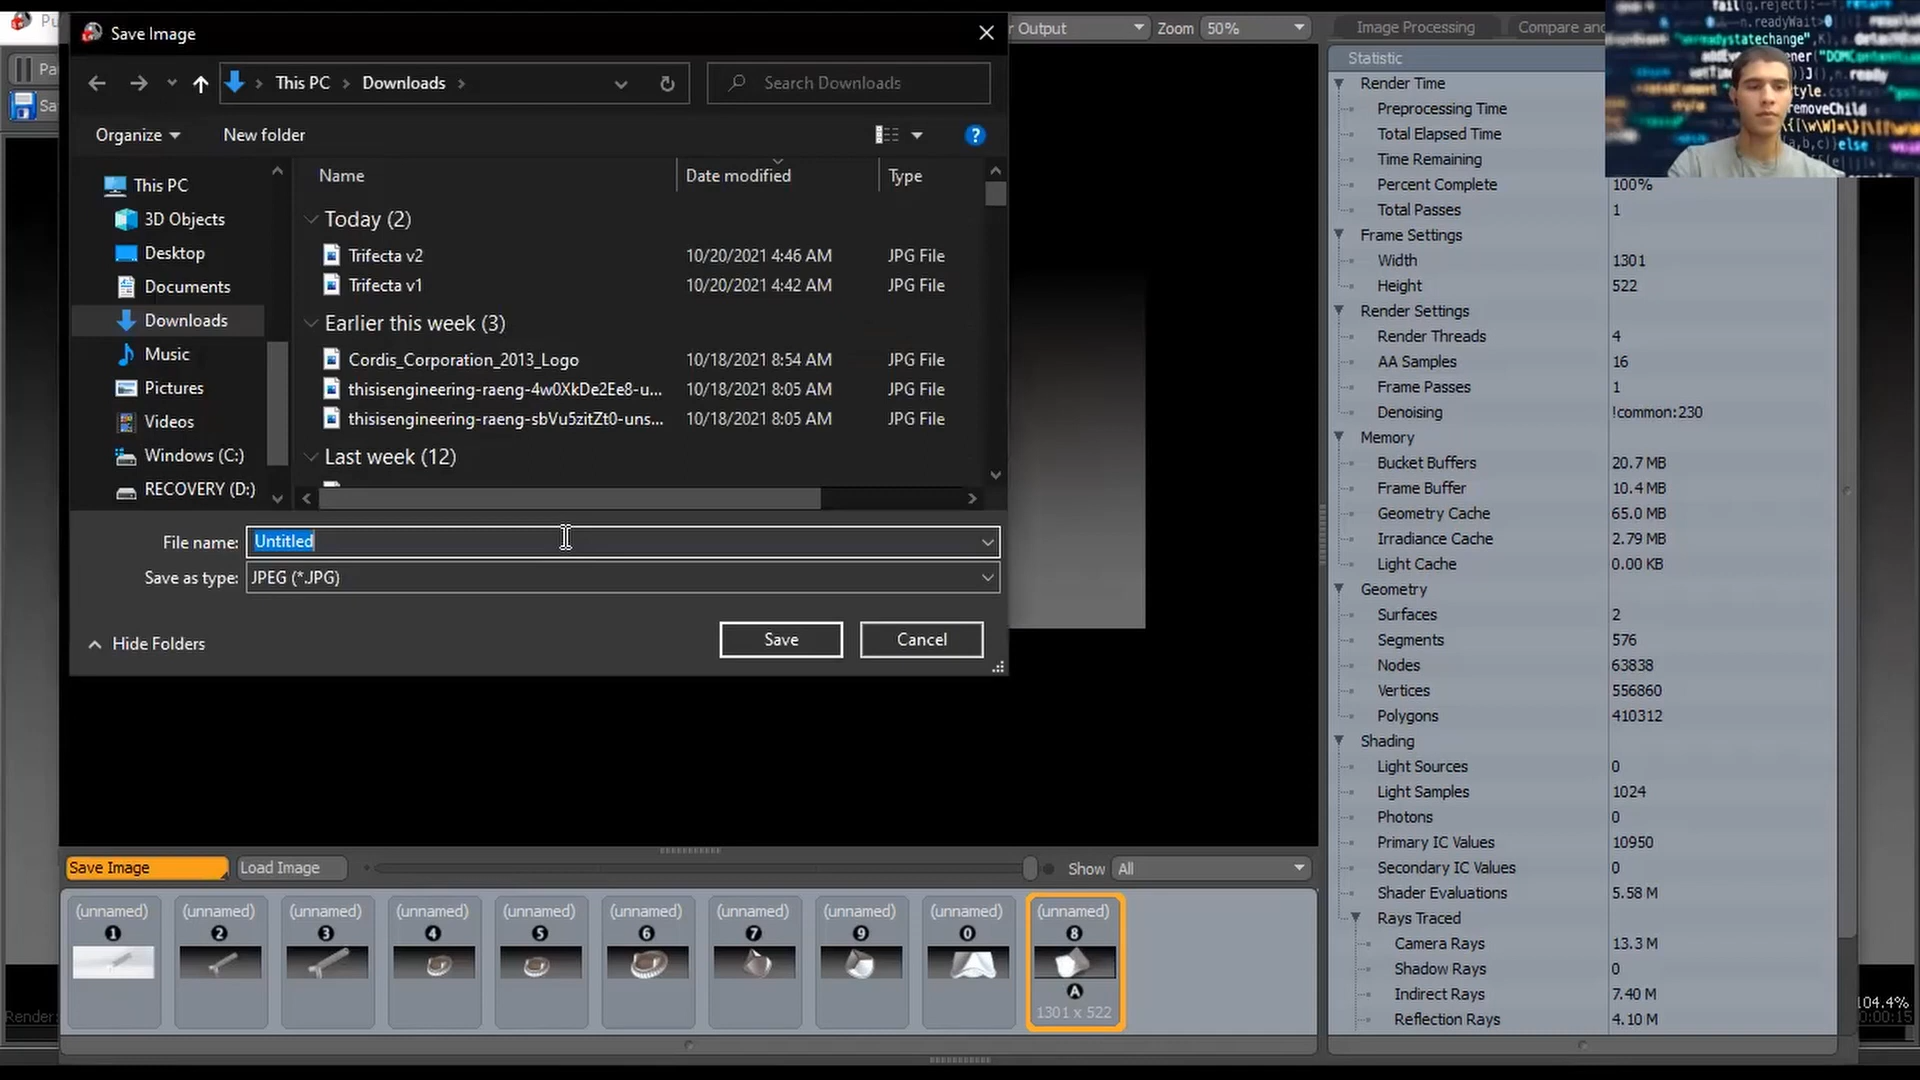 Save Image
r Output
Zoom
50%
Image Processing
Compare an
Pa
Sa
This PC
Downloads
Search Downloads
Organize
New folder
?
This PC
3D Objects
Desktop
Documents
Downloads
Music
Pictures
Videos
Windows (C:)
RECOVERY (D:)
Name
Date modified
Type
Today (2)
Trifecta v2 10/20/2021 4:46 AM JPG File
Trifecta v1 10/20/2021 4:42 AM JPG File
Earlier this week (3)
Cordis_Corporation_2013_Logo 10/18/2021 8:54 AM JPG File
thisisengineering-raeng-4w0XkDe2Ee8-u... 10/18/2021 8:05 AM JPG File
thisisengineering-raeng-sbVu5zitZt0-uns... 10/18/2021 8:05 AM JPG File
Last week (12)
File name: Untitled
Save as type: JPEG (*.JPG)
Hide Folders
Save
Cancel
Save Image
Load Image
Show
All
(unnamed) (unnamed) (unnamed) (unnamed) (unnamed) (unnamed) (unnamed) (unnamed) (unnamed) (unnamed)
1 2 3 4 5 6 7 9 0 8
A
1301 x 522
Render:
Statistic
Render Time
Preprocessing Time
Total Elapsed Time
Time Remaining
Percent Complete 100%
Total Passes 1
Frame Settings
Width 1301
Height 522
Render Settings
Render Threads 4
AA Samples 16
Frame Passes 1
Denoising !common:230
Memory
Bucket Buffers 20.7 MB
Frame Buffer 10.4 MB
Geometry Cache 65.0 MB
Irradiance Cache 2.79 MB
Light Cache 0.00 KB
Geometry
Surfaces 2
Segments 576
Nodes 63838
Vertices 556860
Polygons 410312
Shading
Light Sources 0
Light Samples 1024
Photons 0
Primary IC Values 10950
Secondary IC Values 0
Shader Evaluations 5.58 M
Rays Traced
Camera Rays 13.3 M
Shadow Rays 0
Indirect Rays 7.40 M
Reflection Rays 4.10 M
104.4%
0:00:15
fail(g.reject);
n.readyWait>0
removeChild